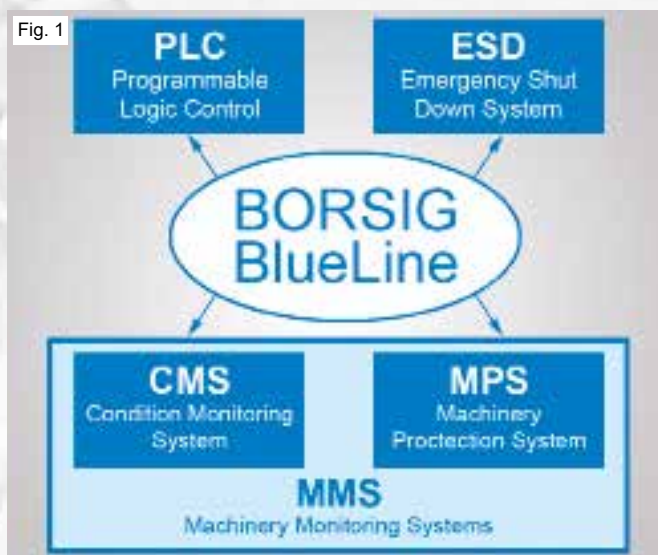 Fig. 1
PLC
Programmable
Logic Control
ESD
Emergency Shut
Down System
BORSIG
BlueLine
CMS
Condition Monitoring
System
MPS
Machinery
Proctection System
MMS
Machinery Monitoring Systems